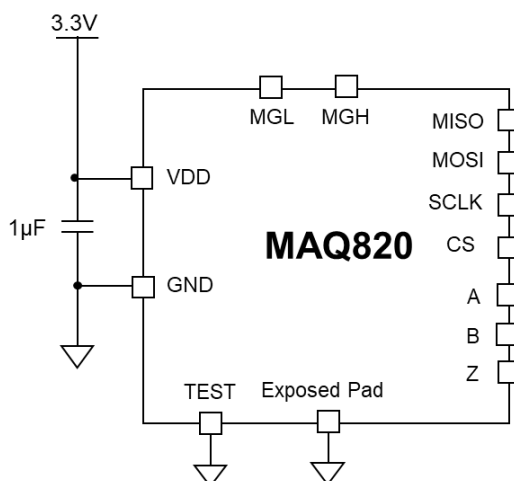 3.3V
MGL MGH
MISO
MOSI
VDD
SCLK
1µF
MAQ820
CS
GND
A
B
TEST Exposed Pad
Z